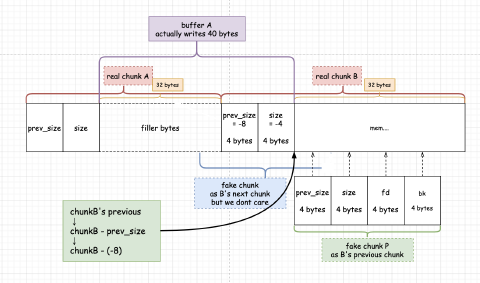 buffer A
actually writes 40 bytes
real chunk A
32 bytes
real chunk B
32 bytes
prev_size
size
filler bytes
prev_size
= -8
4 bytes
size
= -4
4 bytes
mem...
fake chunk
as B's next chunk
but we dont care
prev_size
4 bytes
size
4 bytes
fd
4 bytes
bk
4 bytes
chunkB's previous
↓
chunkB - prev_size
↓
chunkB - (-8)
fake chunk P
as B's previous chunk